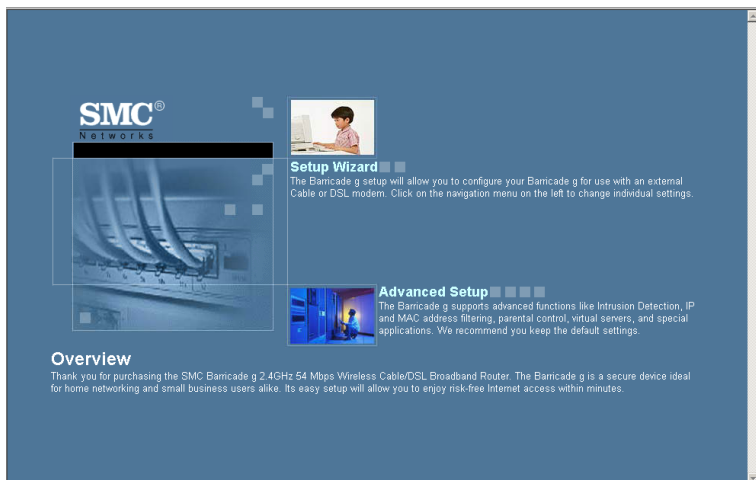 SMC®
Networks
Setup Wizard
The Barricade g setup will allow you to configure your Barricade g for use with an external
Cable or DSL modem. Click on the navigation menu on the left to change individual settings.
Advanced Setup
The Barricade g supports advanced functions like Intrusion Detection, IP
and MAC address filtering, parental control, virtual servers, and special
applications. We recommend you keep the default settings.
Overview
Thank you for purchasing the SMC Barricade g 2.4GHz 54 Mbps Wireless Cable/DSL Broadband Router. The Barricade g is a secure device ideal
for home networking and small business users alike. Its easy setup will allow you to enjoy risk-free Internet access within minutes.